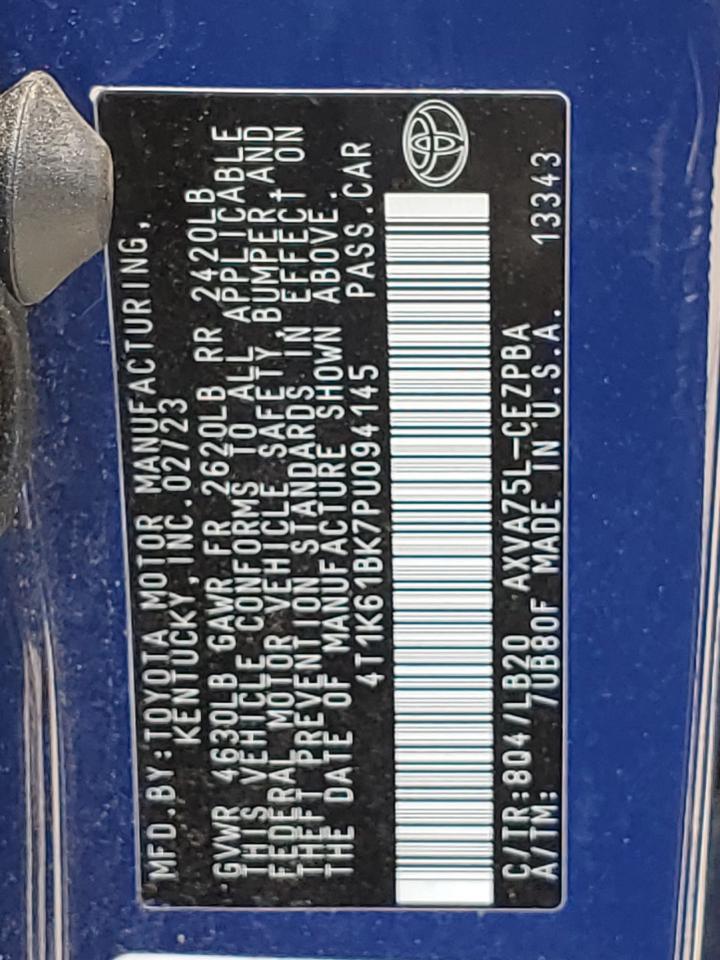 MFD.BY:TOYOTA MOTOR MANUFACTURING,
KENTUCKY,INC.02/23
GVWR 4630LB GAWR FR 2620LB RR 2420LB
THIS VEHICLE CONFORMS TO ALL APPLICABLE
FEDERAL MOTOR VEHICLE SAFETY,BUMPER,AND
THEFT PREVENTION STANDARDS IN EFFECT ON
THE DATE OF MANUFACTURE SHOWN ABOVE.
4T1K61BK7PU094145 PASS.CAR
C/TR:8D4/LB20 AXVA75L-CEZPBA
A/TM: /UB80F MADE IN U.S.A. 13343